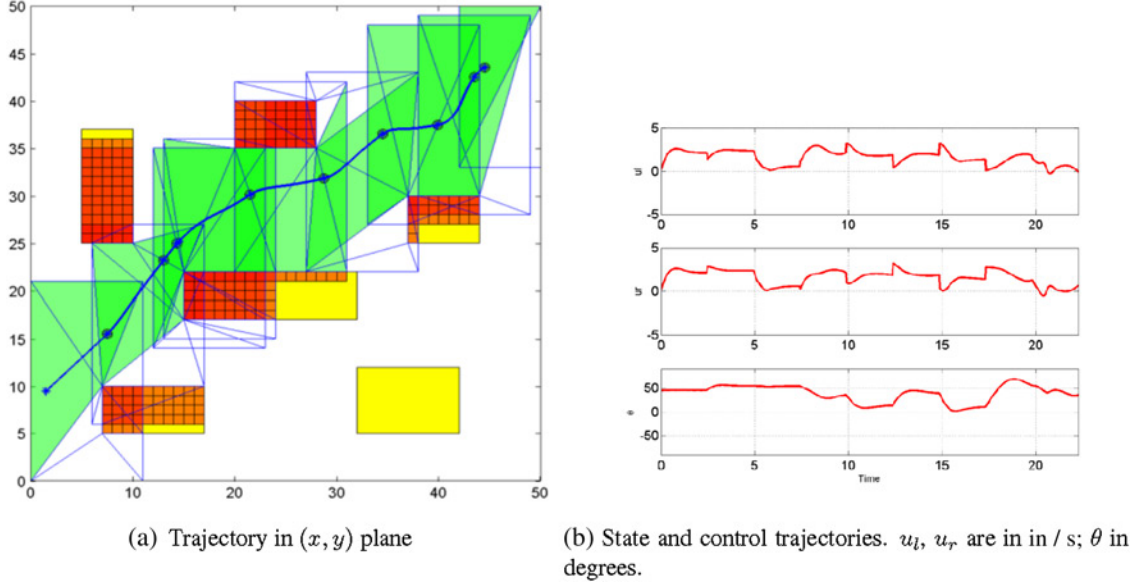 50
45
40
35
30
25
20
15
10
5
0
0 10 20 30 40 50
(a) Trajectory in (x, y) plane
5
0
-5
ul
0 5 10 15 20
5
0
-5
ur
0 5 10 15 20
50
0
-50
θ
0 5 10 15 20
Time
(b) State and control trajectories. u_l, u_r are in in / s; θ in
degrees.